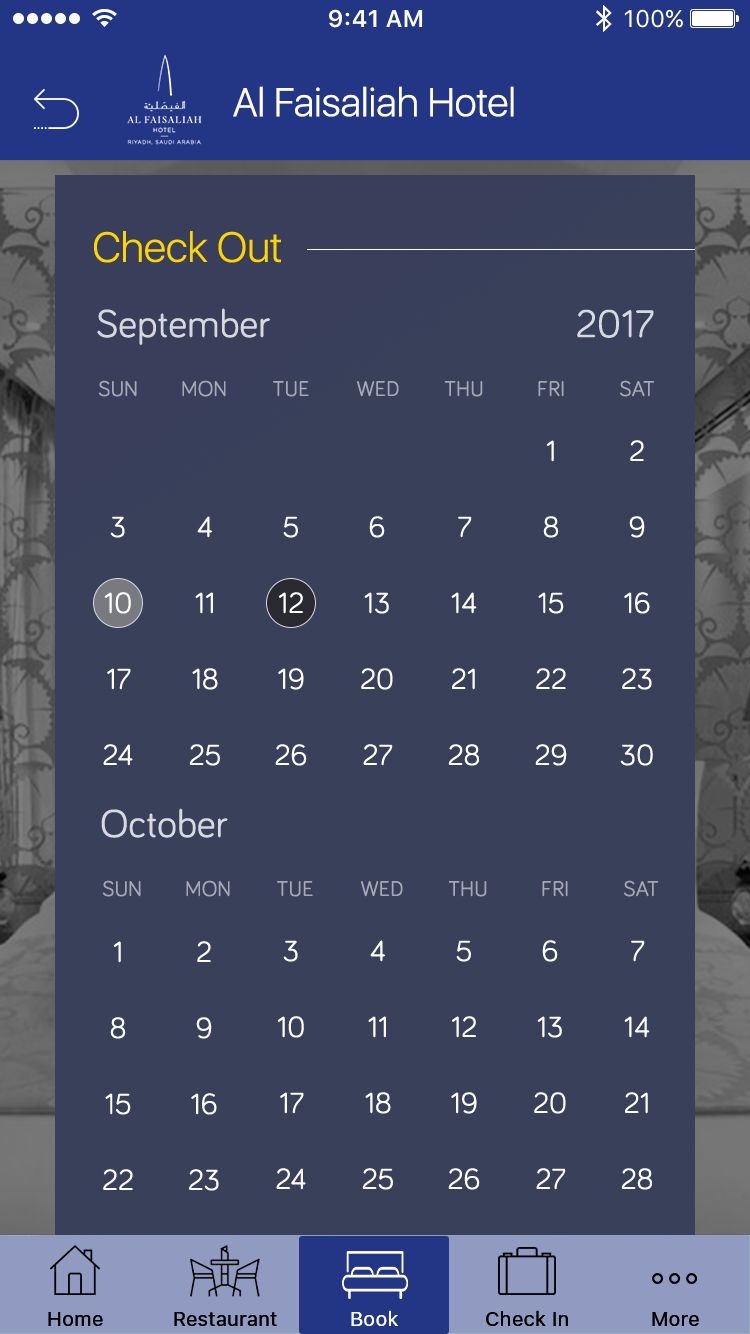 9:41 AM 100%
الفيصلية
AL FAISALIAH
HOTEL
RIYADH, SAUDI ARABIA
Al Faisaliah Hotel
Check Out
September 2017
SUN MON TUE WED THU FRI SAT
1 2
3 4 5 6 7 8 9
10 11 12 13 14 15 16
17 18 19 20 21 22 23
24 25 26 27 28 29 30
October
SUN MON TUE WED THU FRI SAT
1 2 3 4 5 6 7
8 9 10 11 12 13 14
15 16 17 18 19 20 21
22 23 24 25 26 27 28
Home Restaurant Book Check In More